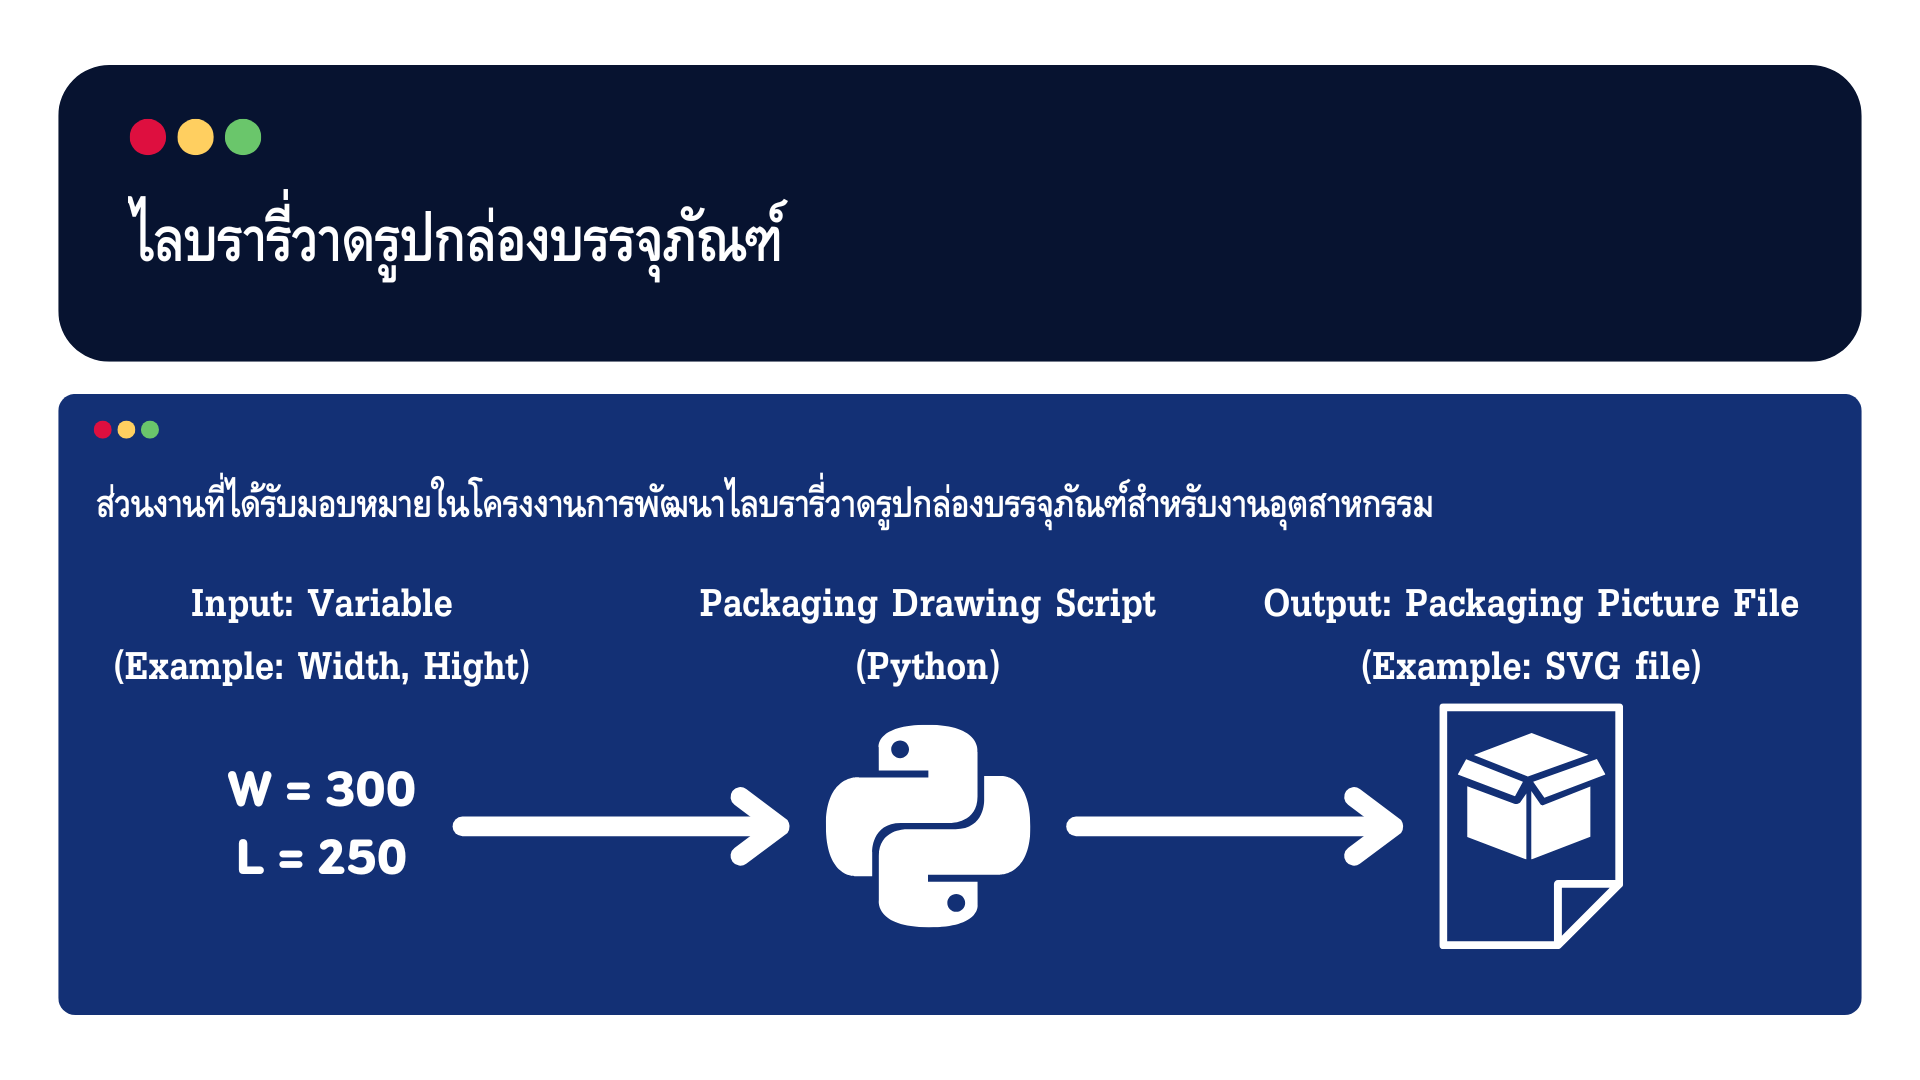 ไลบรารี่วาดรูปกล่องบรรจุภัณฑ์
ส่วนงานที่ได้รับมอบหมายในโครงงานการพัฒนาไลบรารี่วาดรูปกล่องบรรจุภัณฑ์สำหรับงานอุตสาหกรรม
Input: Variable
(Example: Width, Hight)
W = 300
L = 250
Packaging Drawing Script
(Python)
Output: Packaging Picture File
(Example: SVG file)